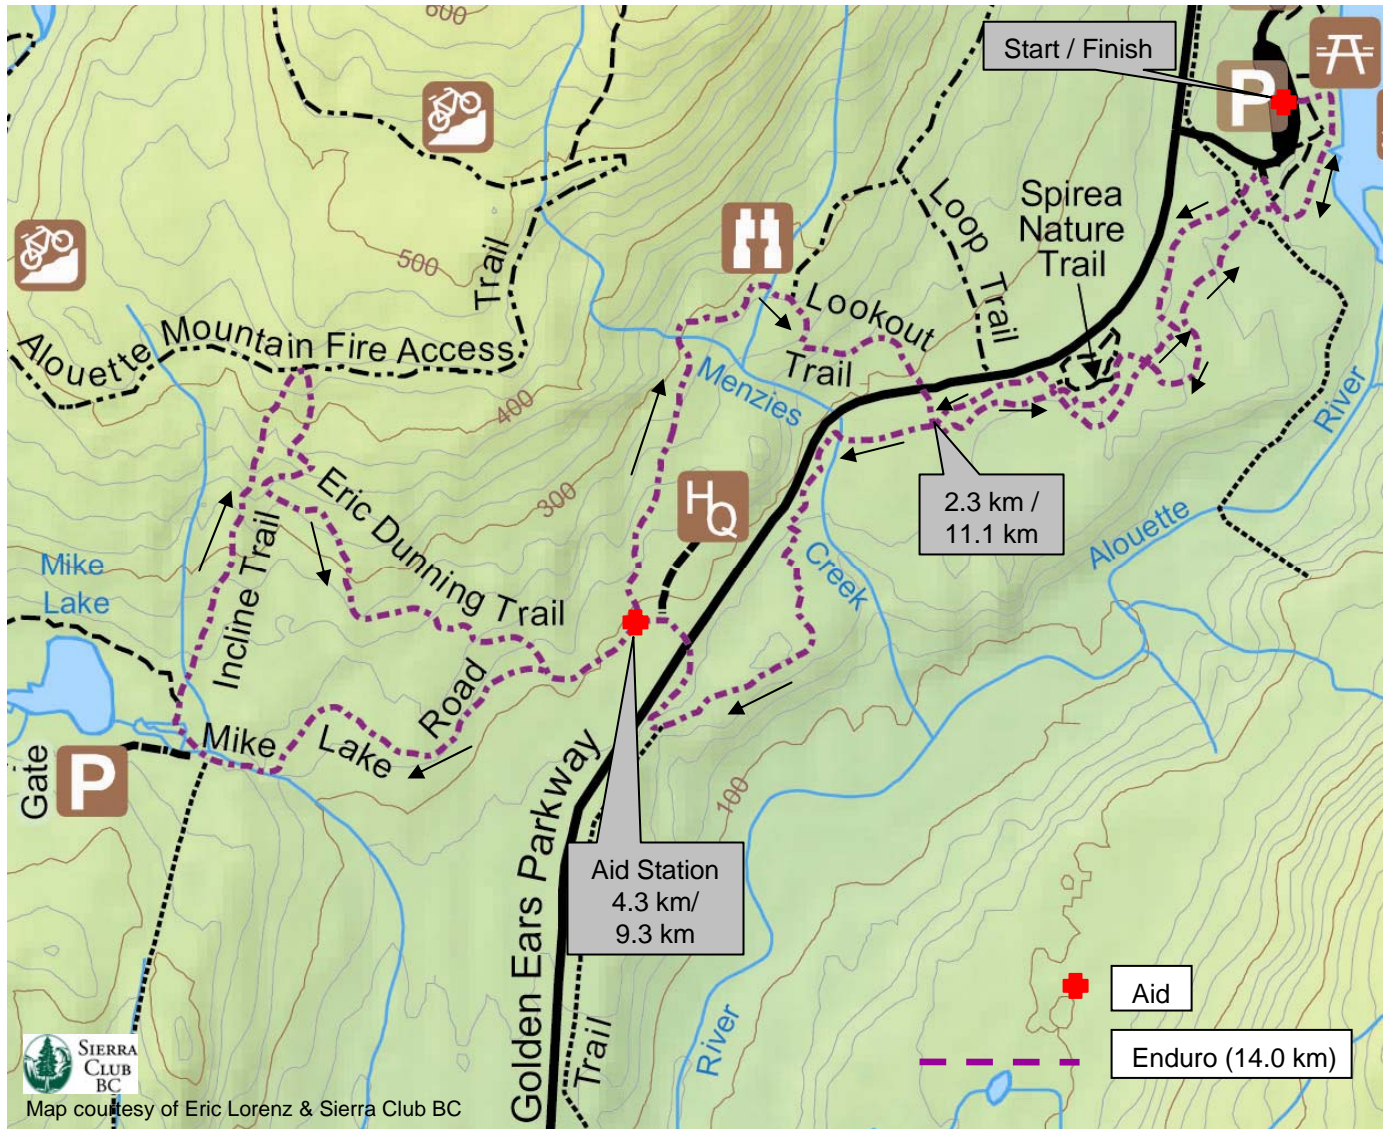 600
Start / Finish
P
Spirea
Nature
Trail
Loop
Trail
500
Trail
Lookout
Trail
Alouette Mountain Fire Access
Menzies
400
River
HQ
2.3 km /
11.1 km
300
Eric Dunning Trail
Alouette
Mike
Lake
Incline Trail
Creek
Road
Mike Lake
Gate
P
100
Golden Ears Parkway
Aid Station
4.3 km/
9.3 km
Aid
Trail
River
Enduro (14.0 km)
SIERRA
CLUB
BC
Map courtesy of Eric Lorenz & Sierra Club BC